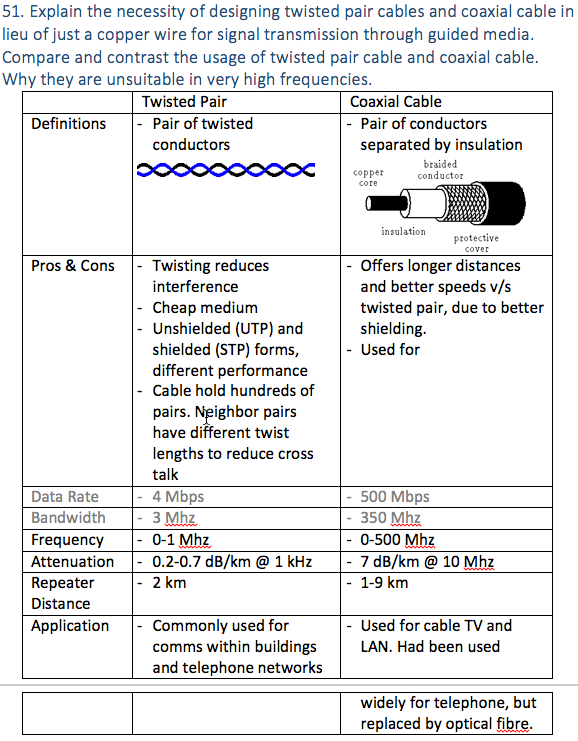 51. Explain the necessity of designing twisted pair cables and coaxial cable in
lieu of just a copper wire for signal transmission through guided media.
Compare and contrast the usage of twisted pair cable and coaxial cable.
Why they are unsuitable in very high frequencies.
Twisted Pair
Coaxial Cable
Definitions
- Pair of twisted
conductors
- Pair of conductors
separated by insulation
copper
core
braided
conductor
insulation
protective
cover
Pros & Cons
- Twisting reduces
interference
- Cheap medium
- Unshielded (UTP) and
shielded (STP) forms,
different performance
- Cable hold hundreds of
pairs. Neighbor pairs
have different twist
lengths to reduce cross
talk
- Offers longer distances
and better speeds v/s
twisted pair, due to better
shielding.
- Used for
Data Rate
- 4 Mbps
- 500 Mbps
Bandwidth
- 3 Mhz
- 350 Mhz
Frequency
- 0-1 Mhz
- 0-500 Mhz
Attenuation
- 0.2-0.7 dB/km @ 1 kHz
- 7 dB/km @ 10 Mhz
Repeater
Distance
- 2 km
- 1-9 km
Application
- Commonly used for
comms within buildings
and telephone networks
- Used for cable TV and
LAN. Had been used
widely for telephone, but
replaced by optical fibre.